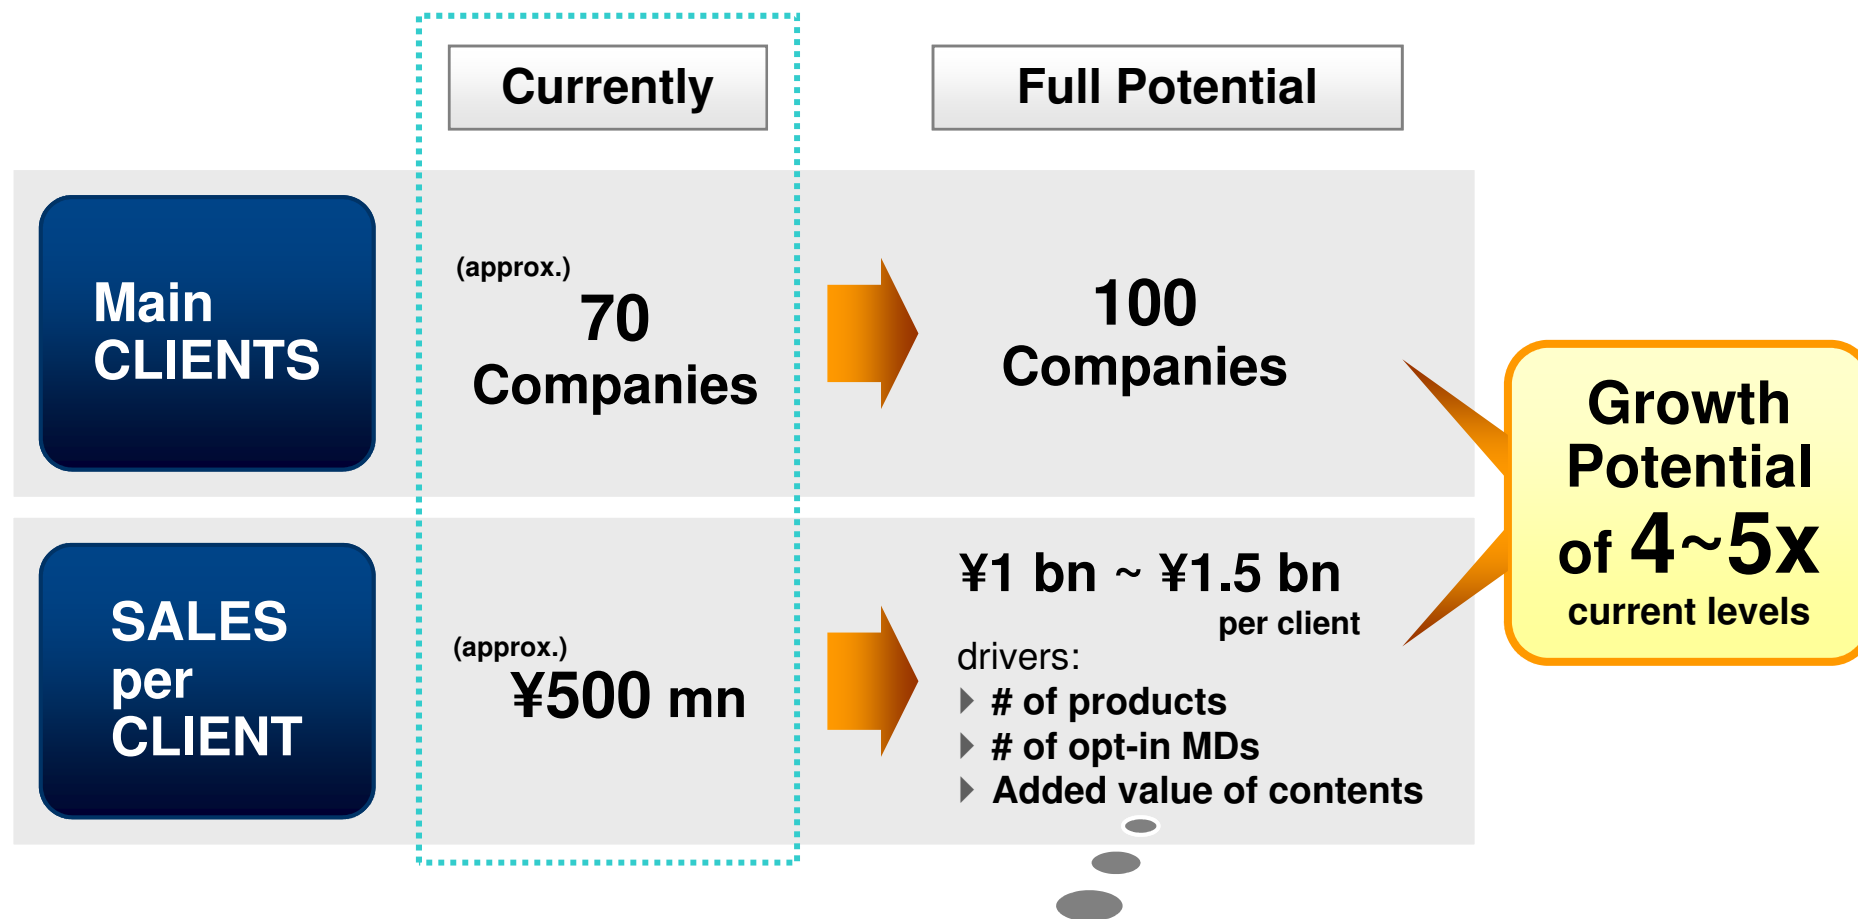 Currently
Full Potential
Main
CLIENTS
(approx.)
70
Companies
100
Companies
SALES
per
CLIENT
(approx.)
¥500 mn
¥1 bn ~ ¥1.5 bn
per client
drivers:
# of products
# of opt-in MDs
Added value of contents
Growth
Potential
of 4~5x
current levels